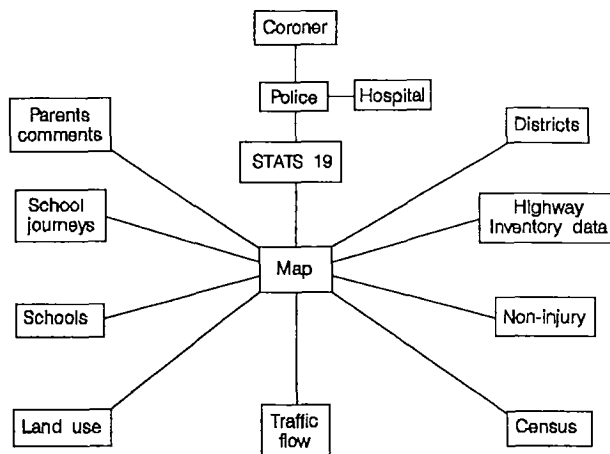 Coroner
Police
Hospital
Parents
comments
Districts
STATS 19
School
journeys
Highway
Inventory data
Map
Schools
Non-injury
Land use
Traffic
flow
Census